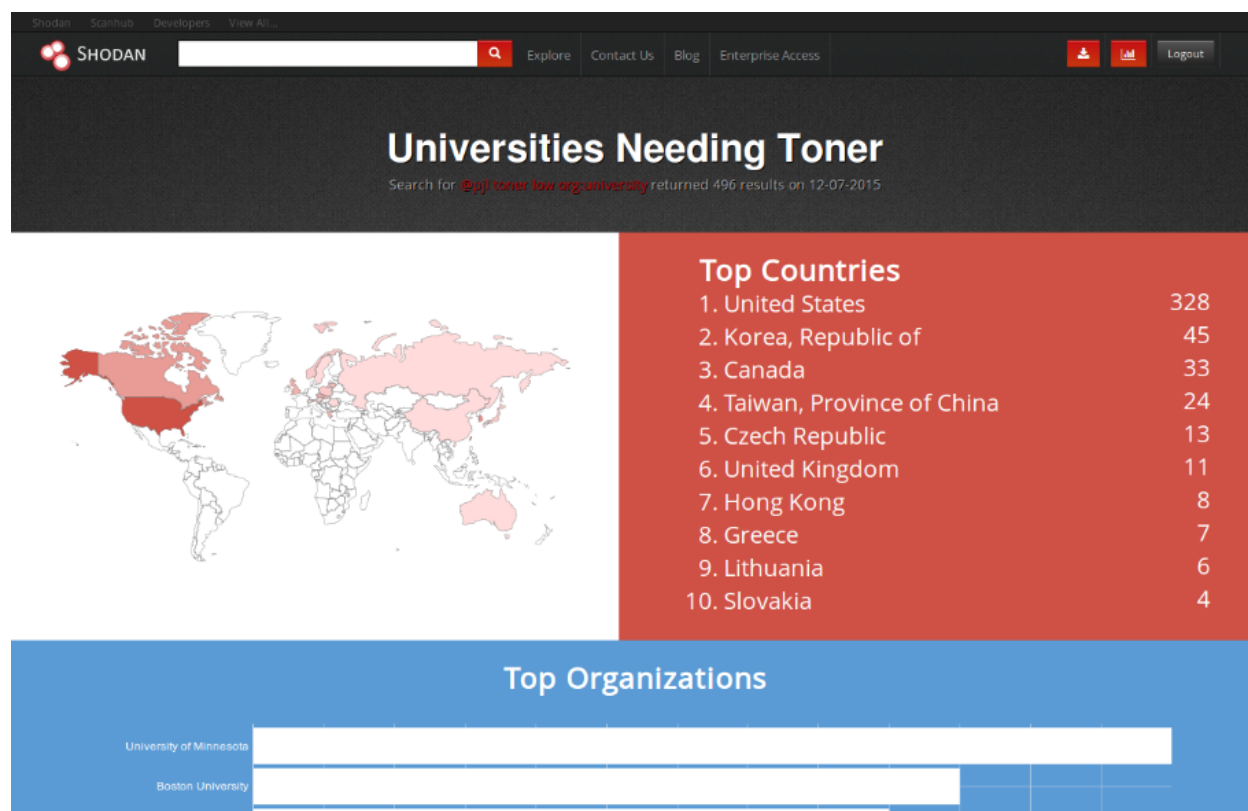 Shodan Scanhub Developers View All...
SHODAN Explore Contact Us Blog Enterprise Access Logout
Universities Needing Toner
Search for @pjl toner low org:university returned 496 results on 12-07-2015
Top Countries
1. United States 328
2. Korea, Republic of 45
3. Canada 33
4. Taiwan, Province of China 24
5. Czech Republic 13
6. United Kingdom 11
7. Hong Kong 8
8. Greece 7
9. Lithuania 6
10. Slovakia 4
Top Organizations
University of Minnesota
Boston University